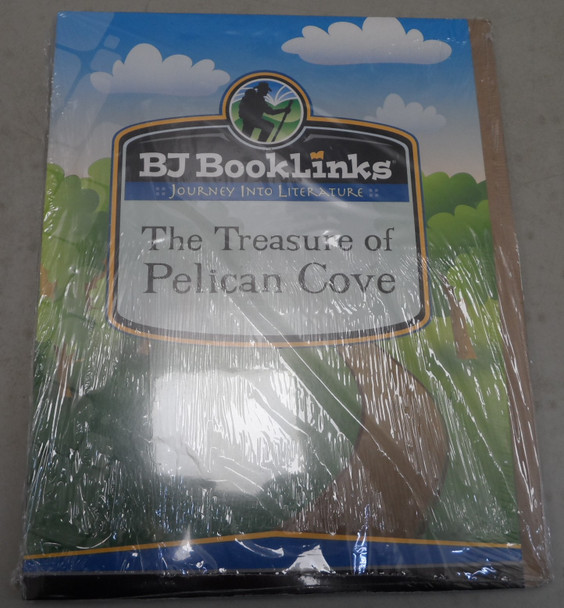 BJ BookLinks
Journey Into Literature
The Treasure of
Pelican Cove